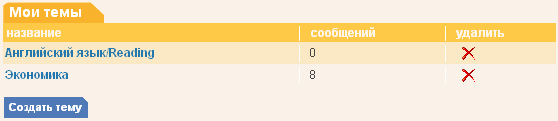 Мои темы
название сообщений удалить
Английский язык/Reading 0
Экономика 8
Создать тему